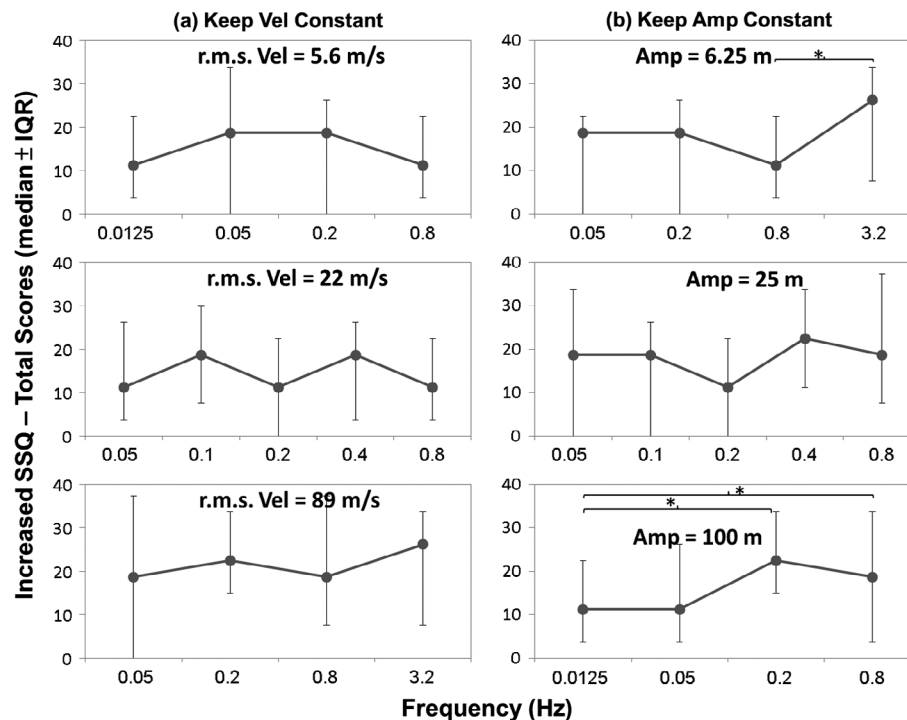 (a) Keep Vel Constant
(b) Keep Amp Constant
Increased SSQ – Total Scores (median ± IQR)
r.m.s. Vel = 5.6 m/s
40
30
20
10
0
0.0125 0.05 0.2 0.8
Amp = 6.25 m
*
40
30
20
10
0
0.05 0.2 0.8 3.2
r.m.s. Vel = 22 m/s
40
30
20
10
0
0.05 0.1 0.2 0.4 0.8
Amp = 25 m
40
30
20
10
0
0.05 0.1 0.2 0.4 0.8
r.m.s. Vel = 89 m/s
40
30
20
10
0
0.05 0.2 0.8 3.2
*
*
Amp = 100 m
40
30
20
10
0
0.0125 0.05 0.2 0.8
Frequency (Hz)